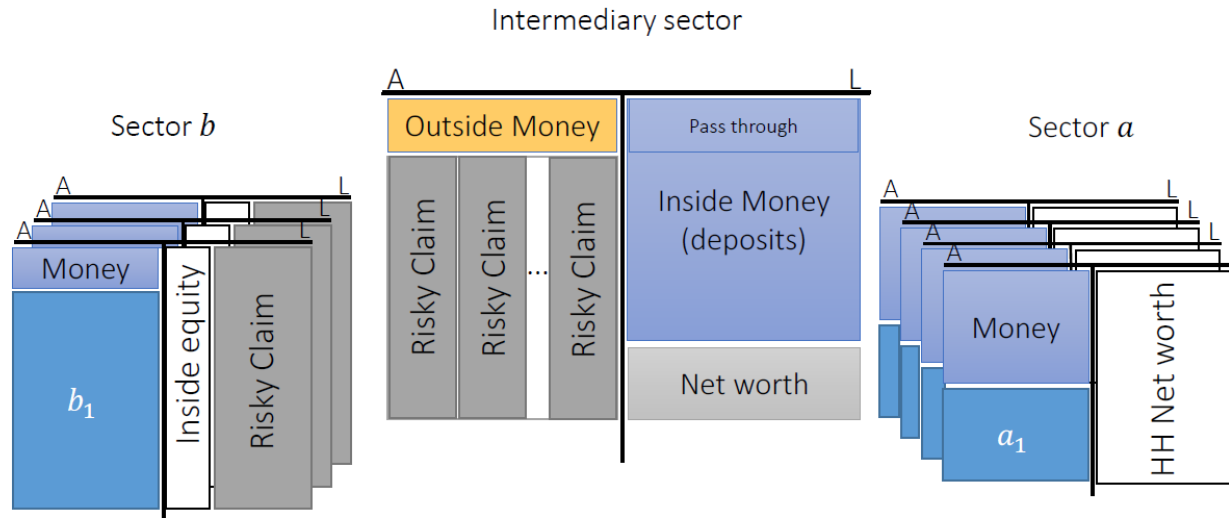 Intermediary sector
Sector b
A L
A L
A L
Money
b1
Inside equity
Risky Claim
A L
Outside Money
Risky Claim
Risky Claim
...
Risky Claim
Pass through
Inside Money
(deposits)
Net worth
Sector a
A L
A L
A L
A L
Money
a1
HH Net worth